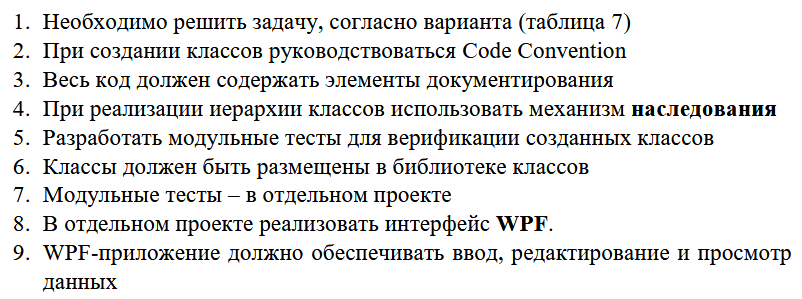 1. Необходимо решить задачу, согласно варианта (таблица 7)
2. При создании классов руководствоваться Code Convention
3. Весь код должен содержать элементы документирования
4. При реализации иерархии классов использовать механизм наследования
5. Разработать модульные тесты для верификации созданных классов
6. Классы должен быть размещены в библиотеке классов
7. Модульные тесты – в отдельном проекте
8. В отдельном проекте реализовать интерфейс WPF.
9. WPF-приложение должно обеспечивать ввод, редактирование и просмотр
данных